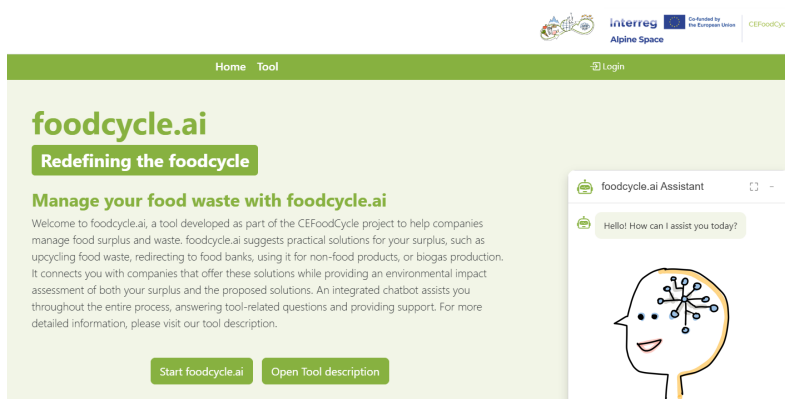 Interreg
Co-funded by
the European Union
Alpine Space
CEFoodCyc
Home Tool
Login
foodcycle.ai
Redefining the foodcycle
Manage your food waste with foodcycle.ai
Welcome to foodcycle.ai, a tool developed as part of the CEFoodCycle project to help companies
manage food surplus and waste. foodcycle.ai suggests practical solutions for your surplus, such as
upcycling food waste, redirecting to food banks, using it for non-food products, or biogas production.
It connects you with companies that offer these solutions while providing an environmental impact
assessment of both your surplus and the proposed solutions. An integrated chatbot assists you
throughout the entire process, answering tool-related questions and providing support. For more
detailed information, please visit our tool description.
Start foodcycle.ai
Open Tool description
foodcycle.ai Assistant
Hello! How can I assist you today?